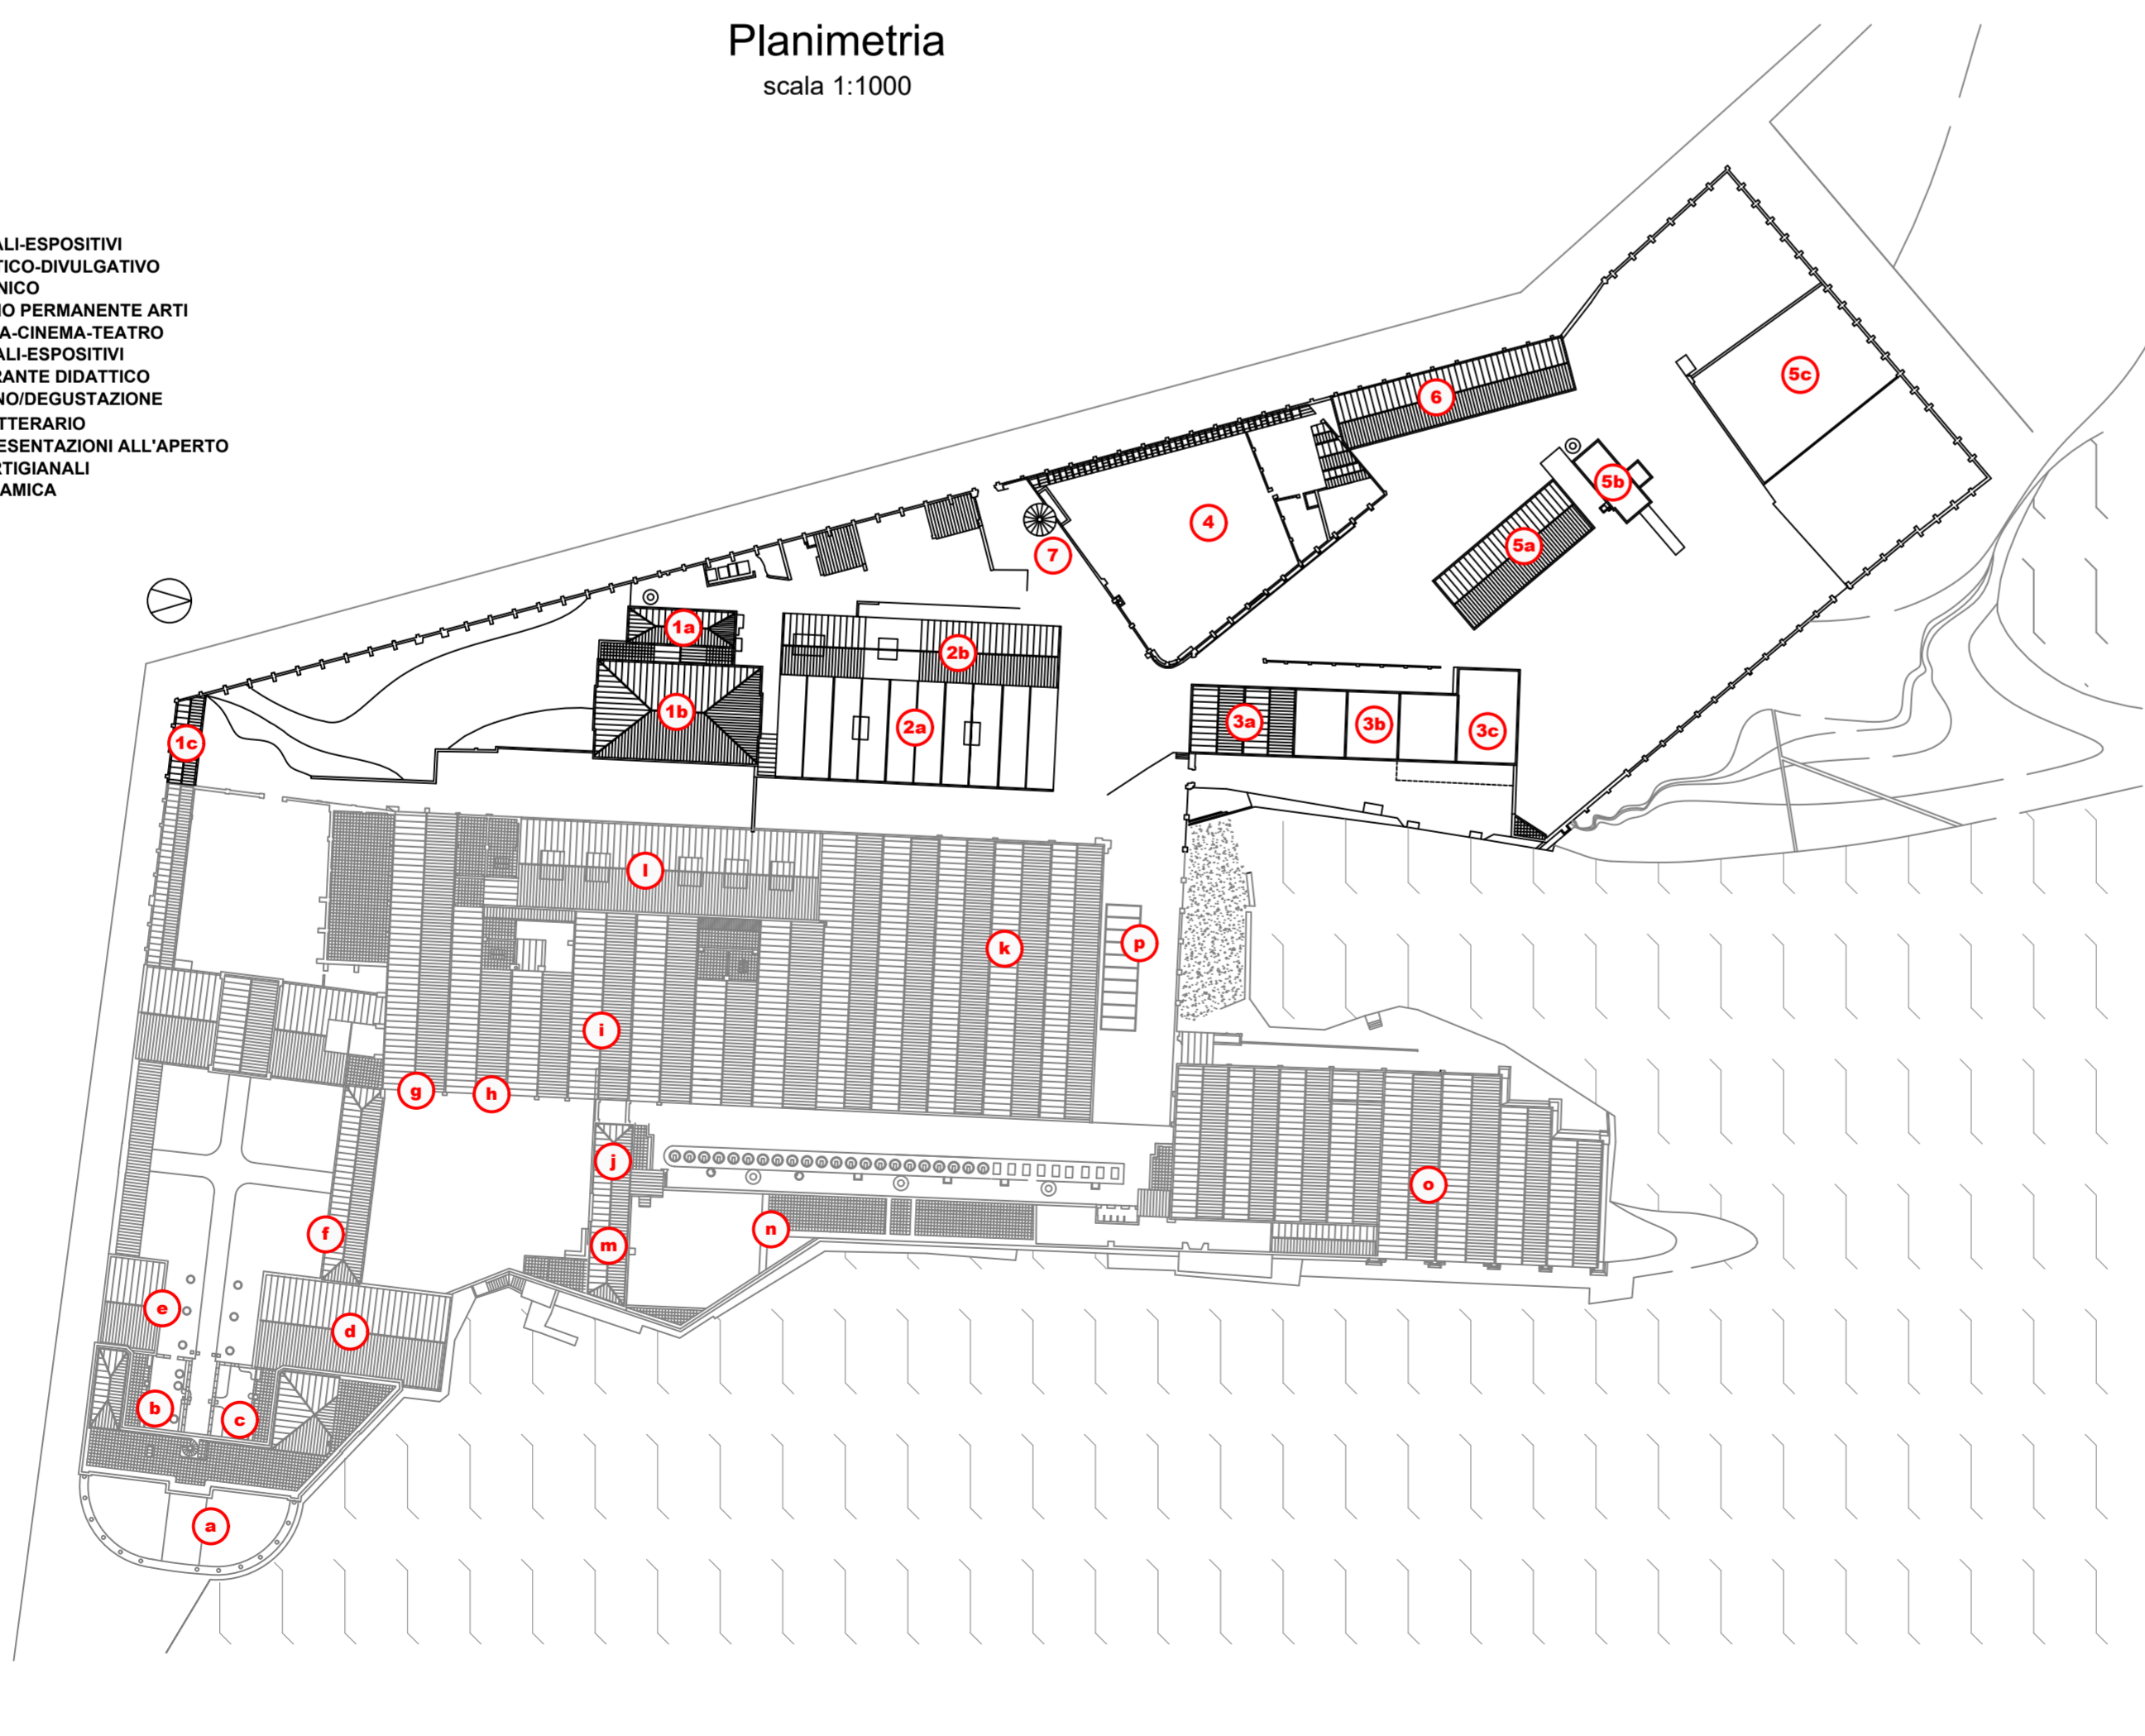 Planimetria
scala 1:1000
ALI-ESPOSITIVI
TICO-DIVULGATIVO
NICO
IO PERMANENTE ARTI
A-CINEMA-TEATRO
ALI-ESPOSITIVI
RANTE DIDATTICO
NO/DEGUSTAZIONE
TTERARIO
ESENTAZIONI ALL'APERTO
RTIGIANALI
AMICA
5c
6
5b
4
5a
7
1a
2b
1b
3a
3b
2a
3c
1c
l
p
k
i
g
h
j
o
n
f
m
e
d
b
c
a